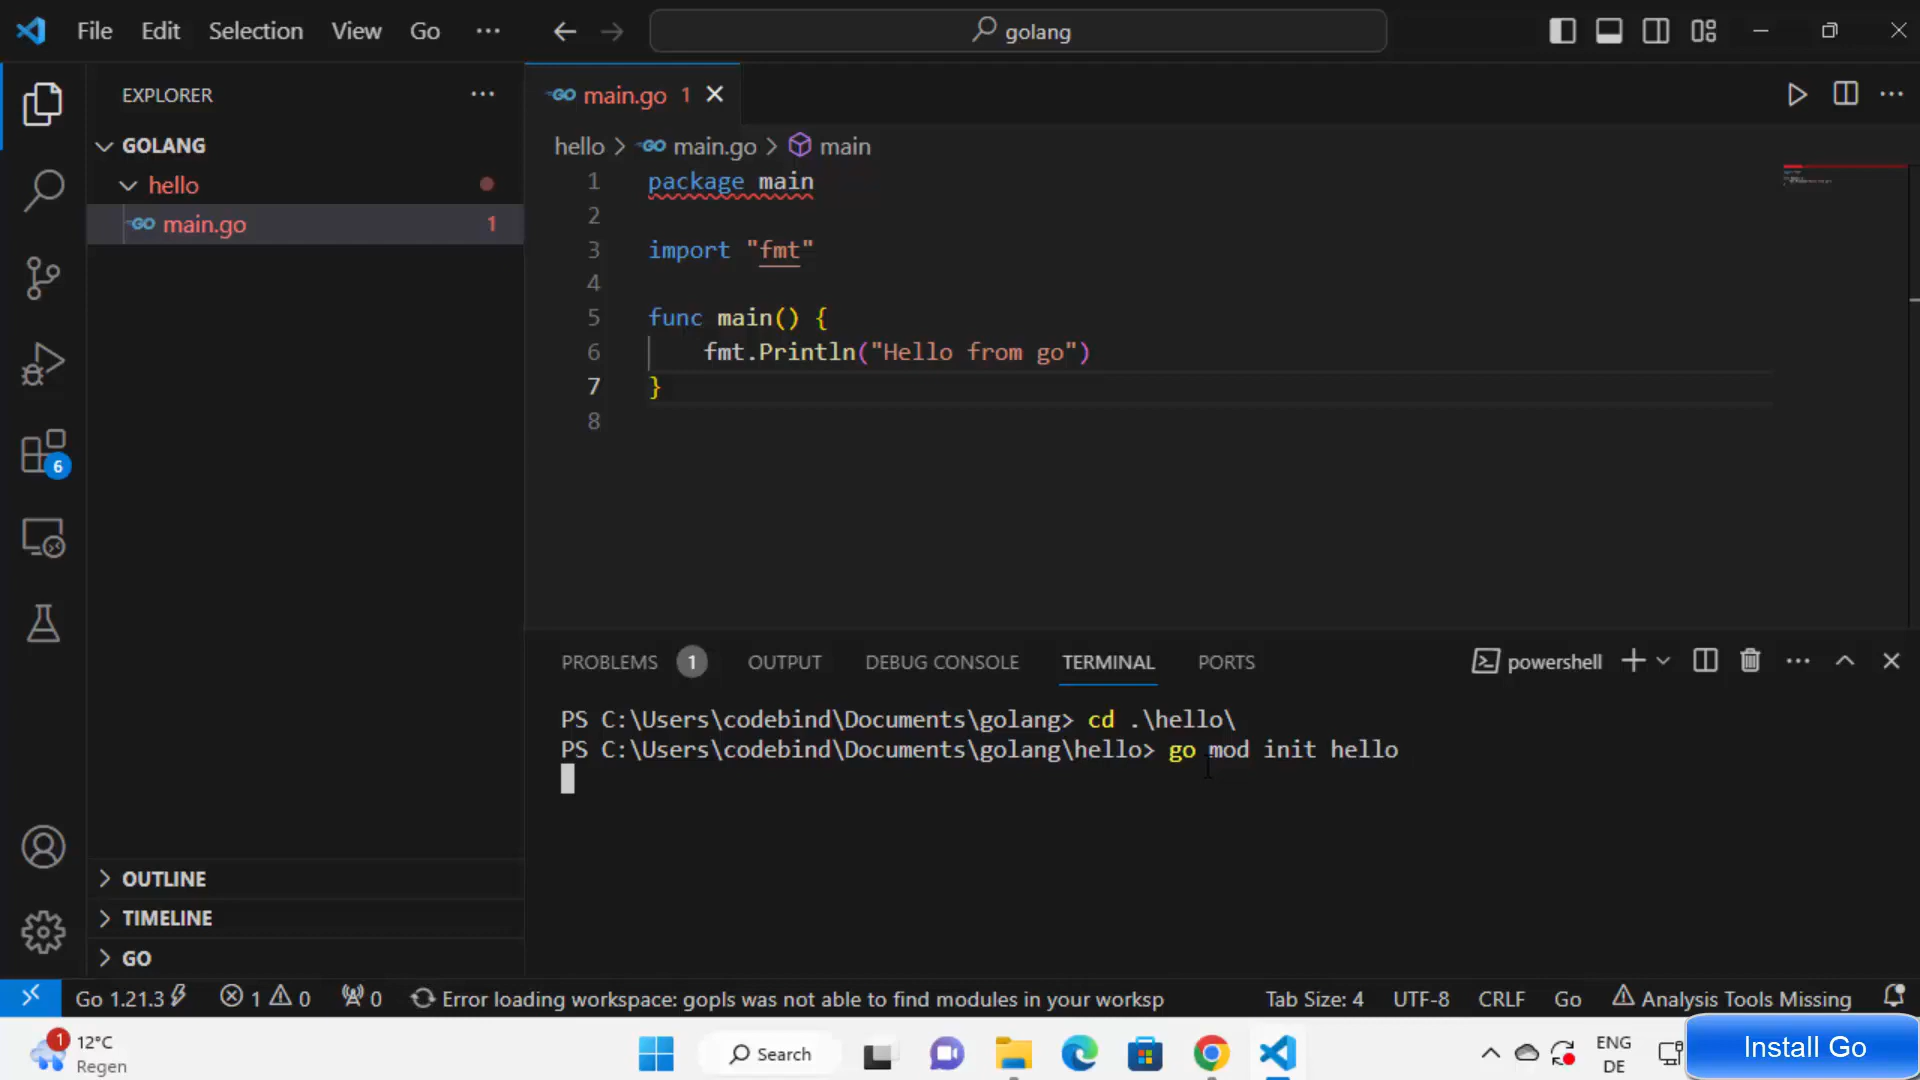 File Edit Selection View Go ···
golang
EXPLORER ···
GOLANG
hello
GO main.go 1
GO main.go 1
hello > GO main.go > main
1 package main
2
3 import "fmt"
4
5 func main() {
6 fmt.Println("Hello from go")
7 }
8
PROBLEMS 1 OUTPUT DEBUG CONSOLE TERMINAL PORTS
powershell
PS C:\Users\codebind\Documents\golang> cd .\hello\
PS C:\Users\codebind\Documents\golang\hello> go mod init hello
OUTLINE
TIMELINE
GO
6
Go 1.21.3 1 0 0 Error loading workspace: gopls was not able to find modules in your worksp Tab Size: 4 UTF-8 CRLF Go Analysis Tools Missing
1 12°C
Regen
Search
ENG
DE
Install Go